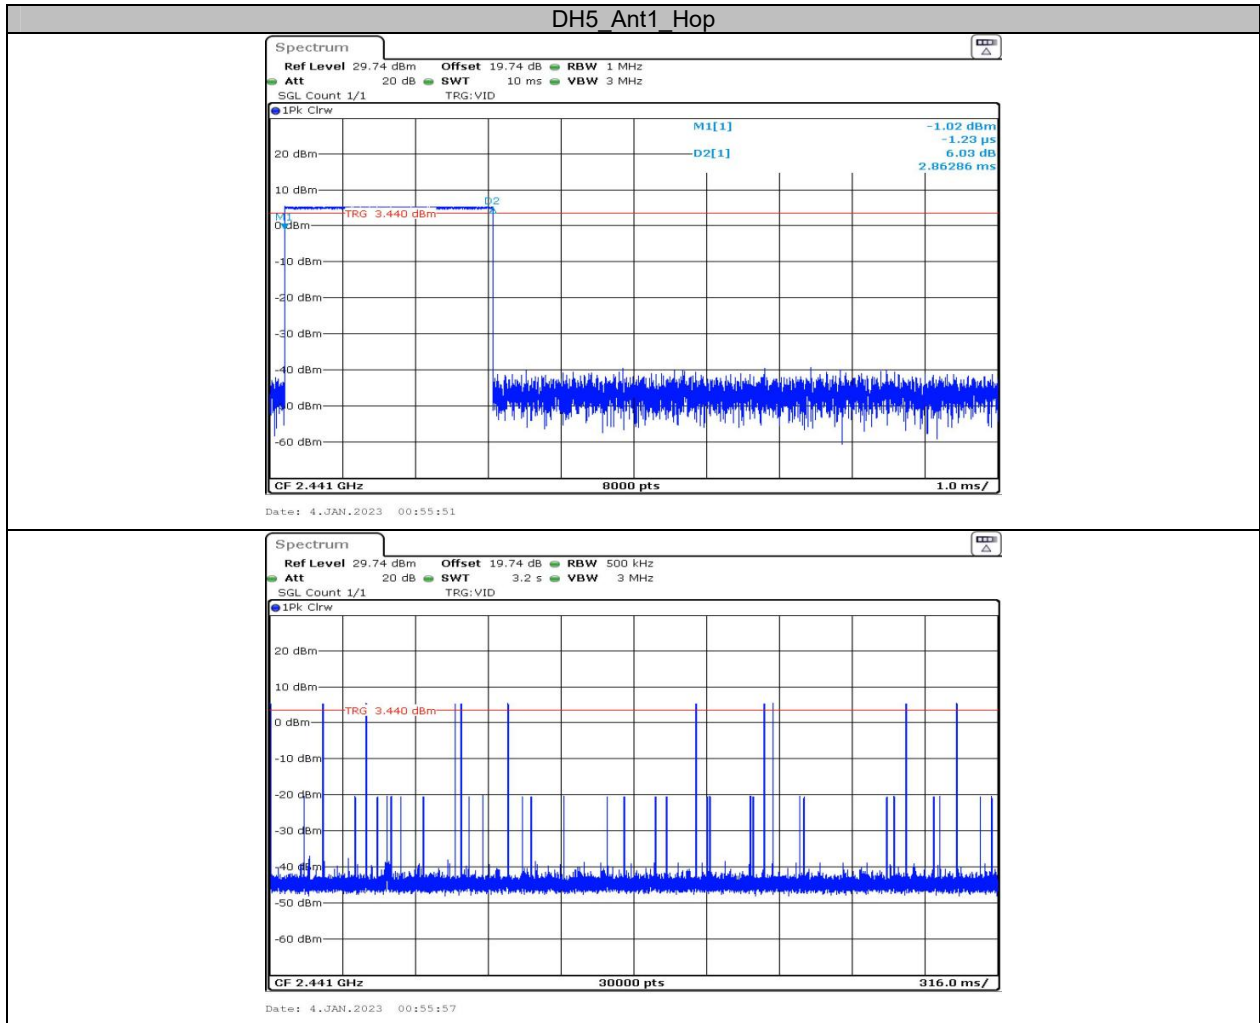 DH5_Ant1_Hop
Spectrum
Ref Level 29.74 dBm Offset 19.74 dB RBW 1 MHz
Att 20 dB SWT 10 ms VBW 3 MHz
SGL Count 1/1 TRG:VID
1Pk Clrw
M1[1] -1.02 dBm
-1.23 µs
D2[1] 6.03 dB
2.86286 ms
20 dBm
10 dBm
D2
TRG 3.440 dBm
M1
0 dBm
-10 dBm
-20 dBm
-30 dBm
-40 dBm
-60 dBm
CF 2.441 GHz 8000 pts 1.0 ms/
Date: 4.JAN.2023 00:55:51
Spectrum
Ref Level 29.74 dBm Offset 19.74 dB RBW 500 kHz
Att 20 dB SWT 3.2 s VBW 3 MHz
SGL Count 1/1 TRG:VID
1Pk Clrw
20 dBm
10 dBm
TRG 3.440 dBm
0 dBm
-10 dBm
-20 dBm
-30 dBm
-40 dBm
-50 dBm
-60 dBm
CF 2.441 GHz 30000 pts 316.0 ms/
Date: 4.JAN.2023 00:55:57